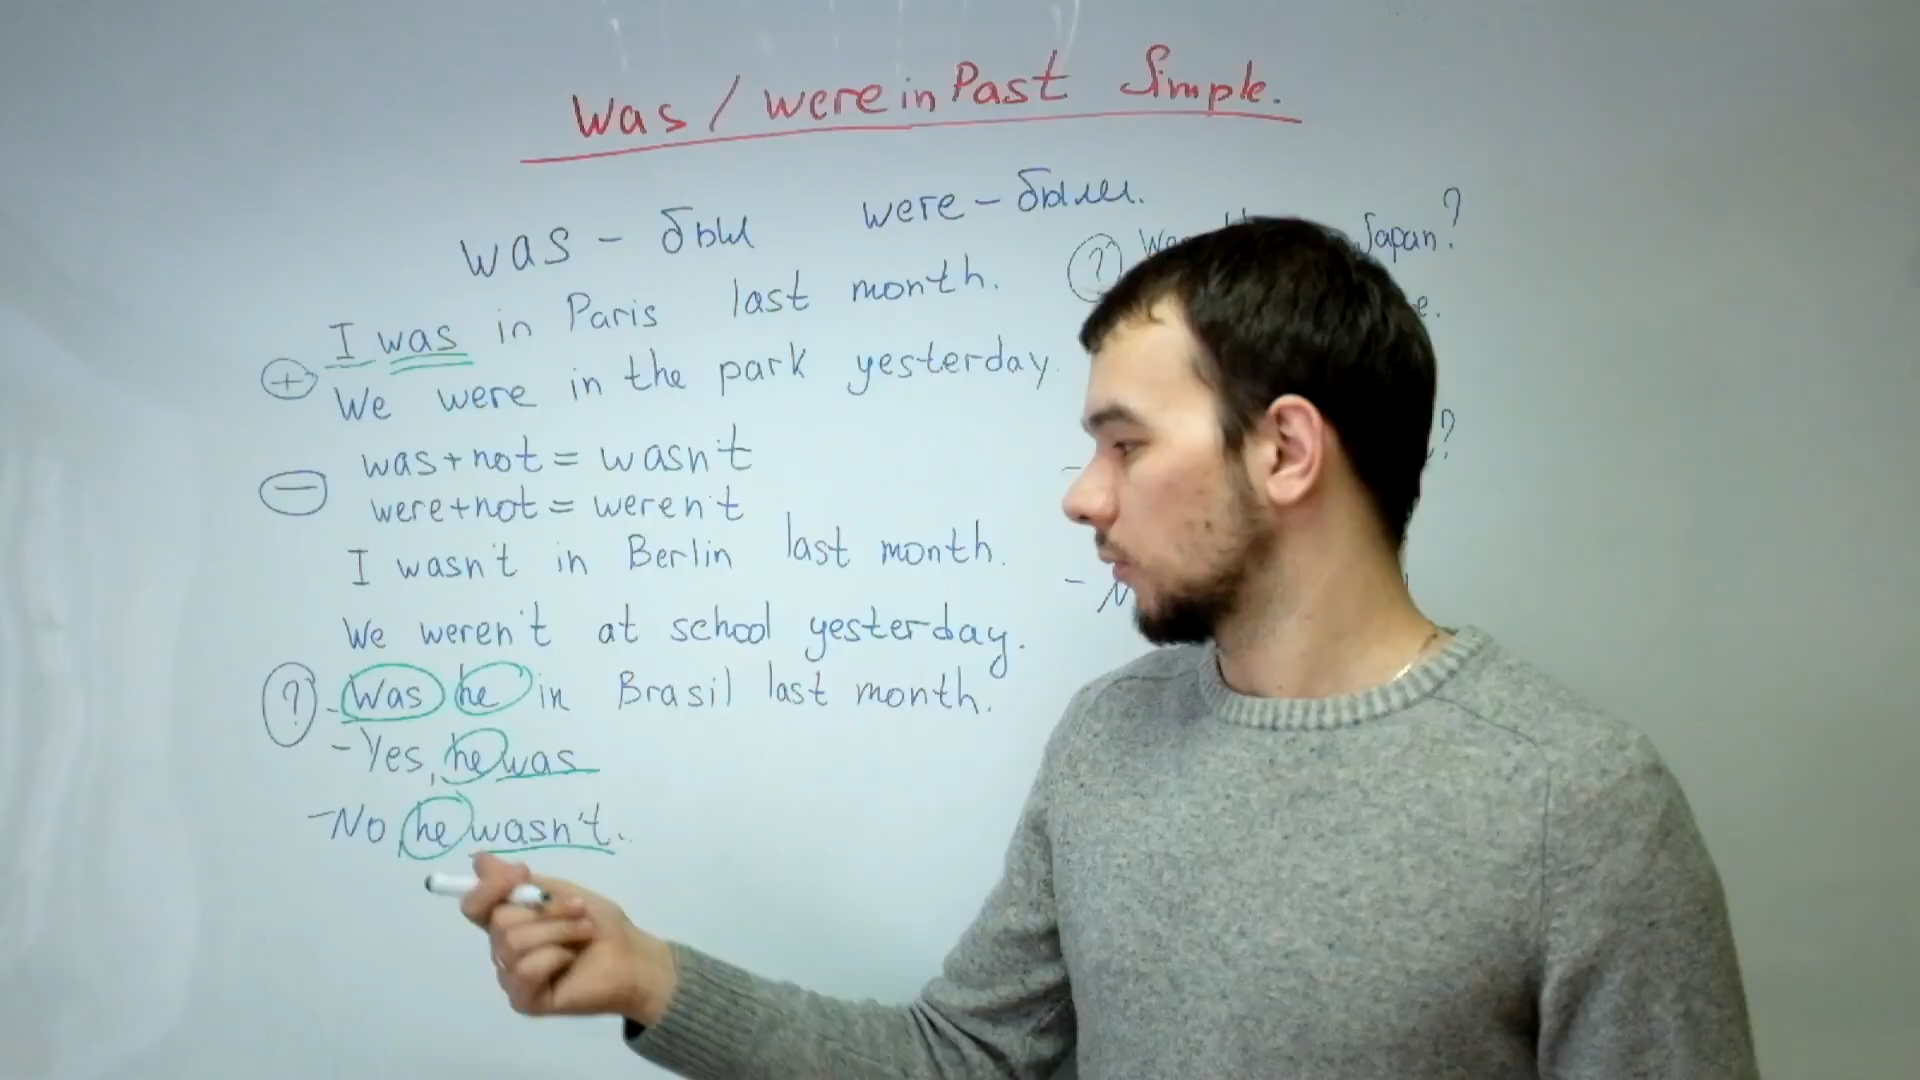 Was / were in Past Simple.
was – был were – были.
I was in Paris last month.
+
We were in the park yesterday.
was + not = wasn't
–
were + not = weren't
I wasn't in Berlin last month.
We weren't at school yesterday.
? - Was he in Brasil last month.
- Yes, he was
- No he wasn't.
? Japan?